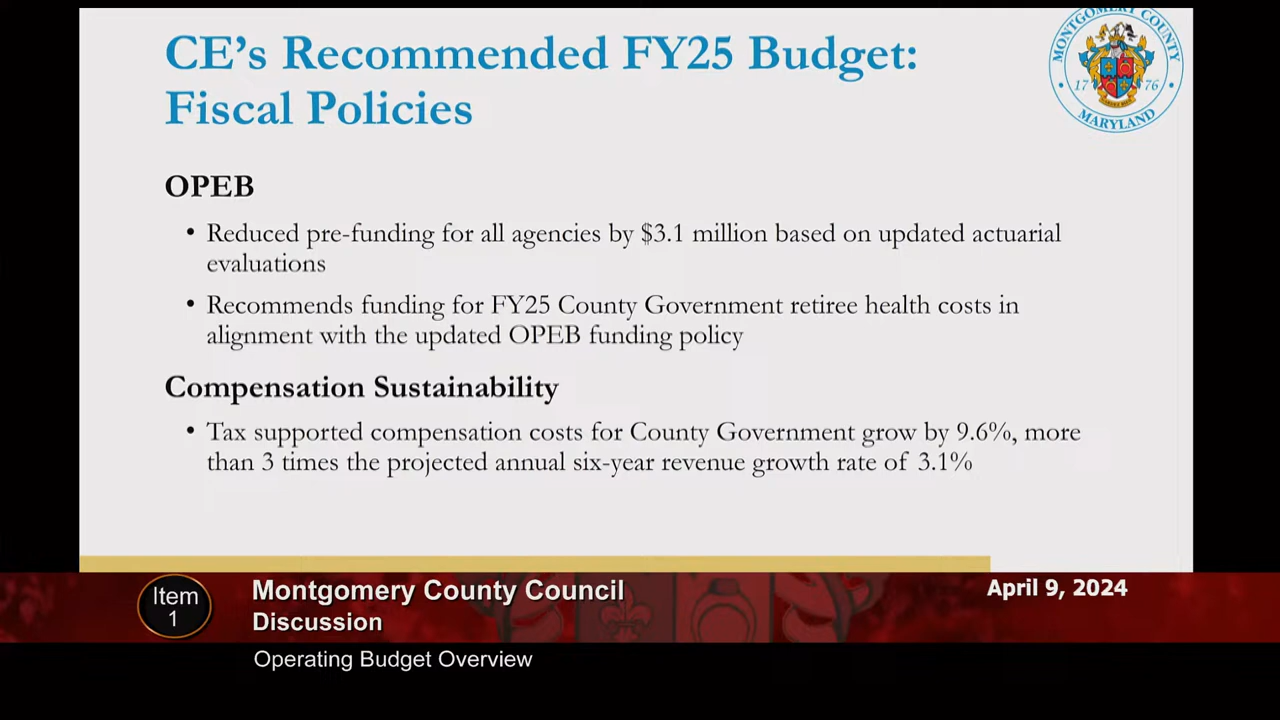 CE's Recommended FY25 Budget:
Fiscal Policies
MONTGOMERY COUNTY
17 76
MARYLAND
OPEB
• Reduced pre-funding for all agencies by $3.1 million based on updated actuarial
evaluations
• Recommends funding for FY25 County Government retiree health costs in
alignment with the updated OPEB funding policy
Compensation Sustainability
• Tax supported compensation costs for County Government grow by 9.6%, more
than 3 times the projected annual six-year revenue growth rate of 3.1%
Item
1
Montgomery County Council
Discussion
April 9, 2024
Operating Budget Overview